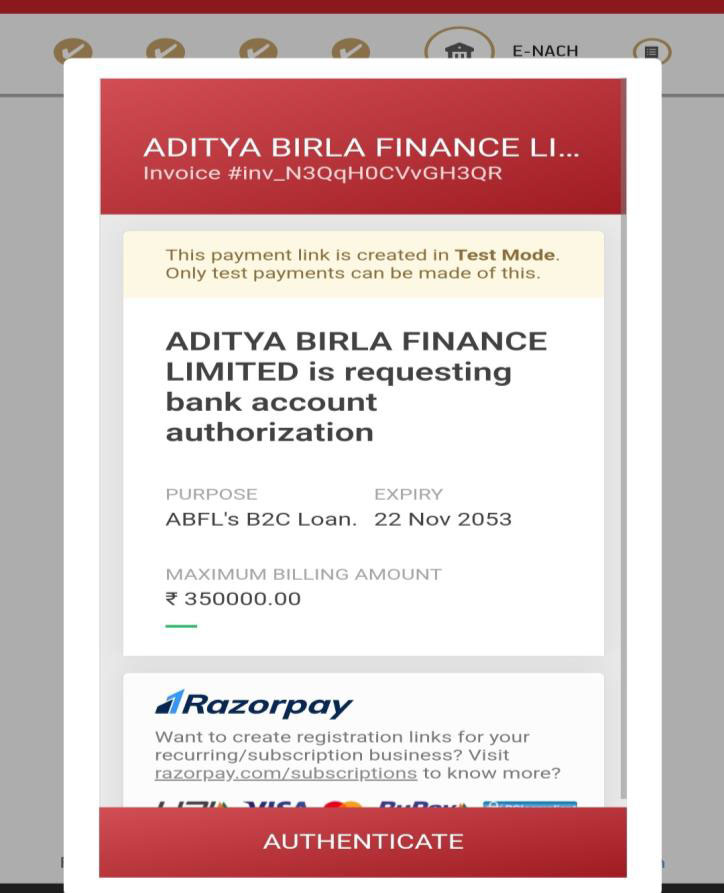 E-NACH
ADITYA BIRLA FINANCE LI...
Invoice #inv_N3QqH0CVvGH3QR
This payment link is created in Test Mode.
Only test payments can be made of this.
ADITYA BIRLA FINANCE
LIMITED is requesting
bank account
authorization
PURPOSE EXPIRY
ABFL's B2C Loan. 22 Nov 2053
MAXIMUM BILLING AMOUNT
₹ 350000.00
Razorpay
Want to create registration links for your
recurring/subscription business? Visit
razorpay.com/subscriptions to know more?
VISA RuPay
AUTHENTICATE